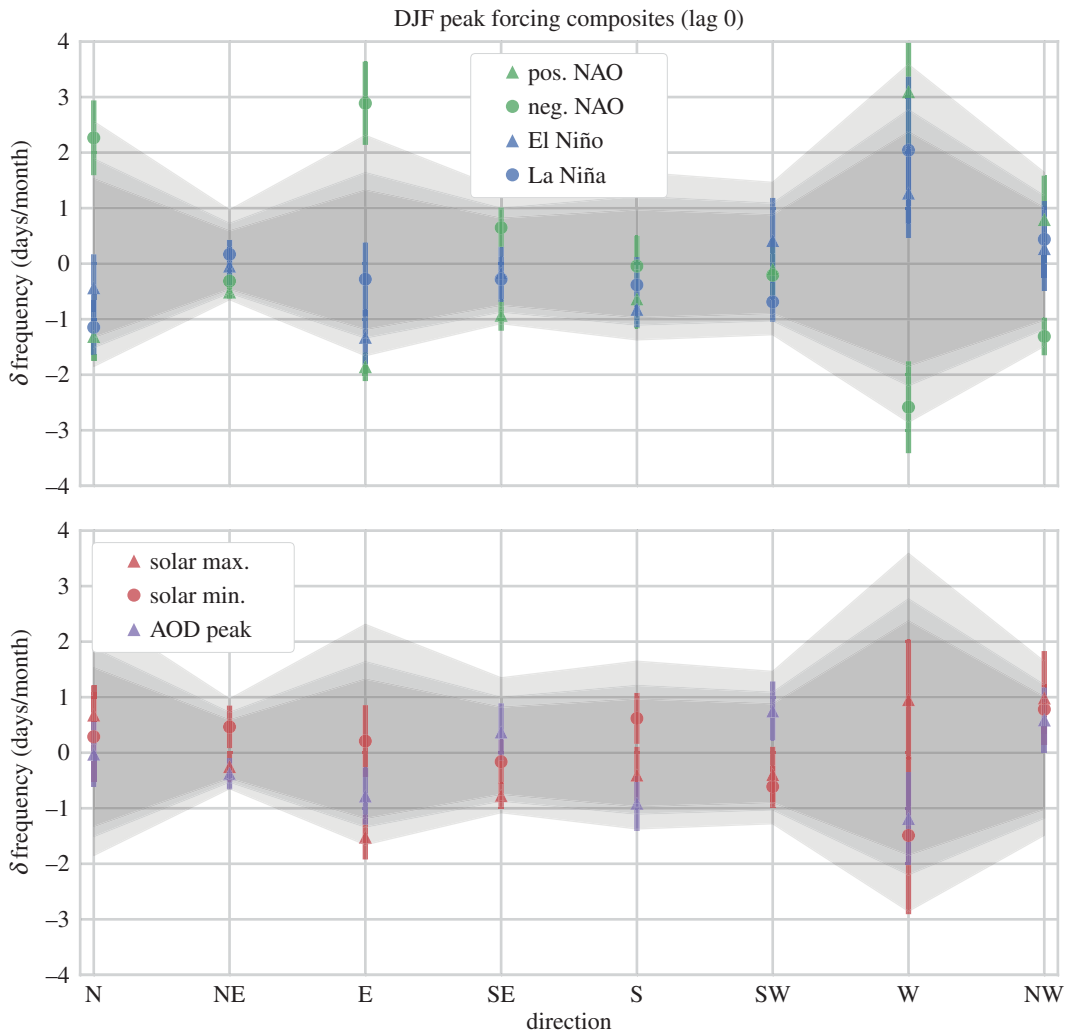 DJF peak forcing composites (lag 0)
4
3
2
1
0
−1
−2
−3
−4
δ frequency (days/month)
pos. NAO
neg. NAO
El Niño
La Niña
4
3
2
1
0
−1
−2
−3
−4
δ frequency (days/month)
solar max.
solar min.
AOD peak
N NE E SE S SW W NW
direction